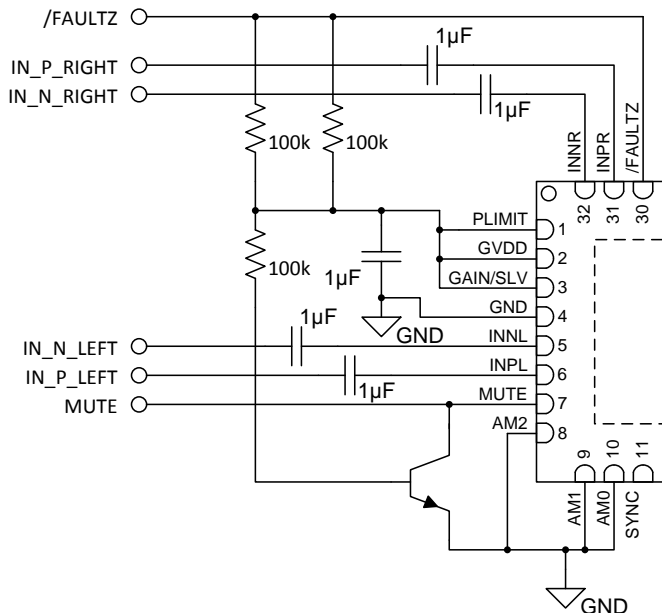 /FAULTZ
1µF
IN_P_RIGHT
IN_N_RIGHT
1µF
100k
100k
INNR
INPR
/FAULTZ
32
31
30
PLIMIT
1
GVDD
2
100k
1µF
GAIN/SLV
3
GND
4
1µF
GND
IN_N_LEFT
INNL
5
IN_P_LEFT
INPL
6
1µF
MUTE
MUTE
7
AM2
8
9
10
11
AM1
AM0
SYNC
GND